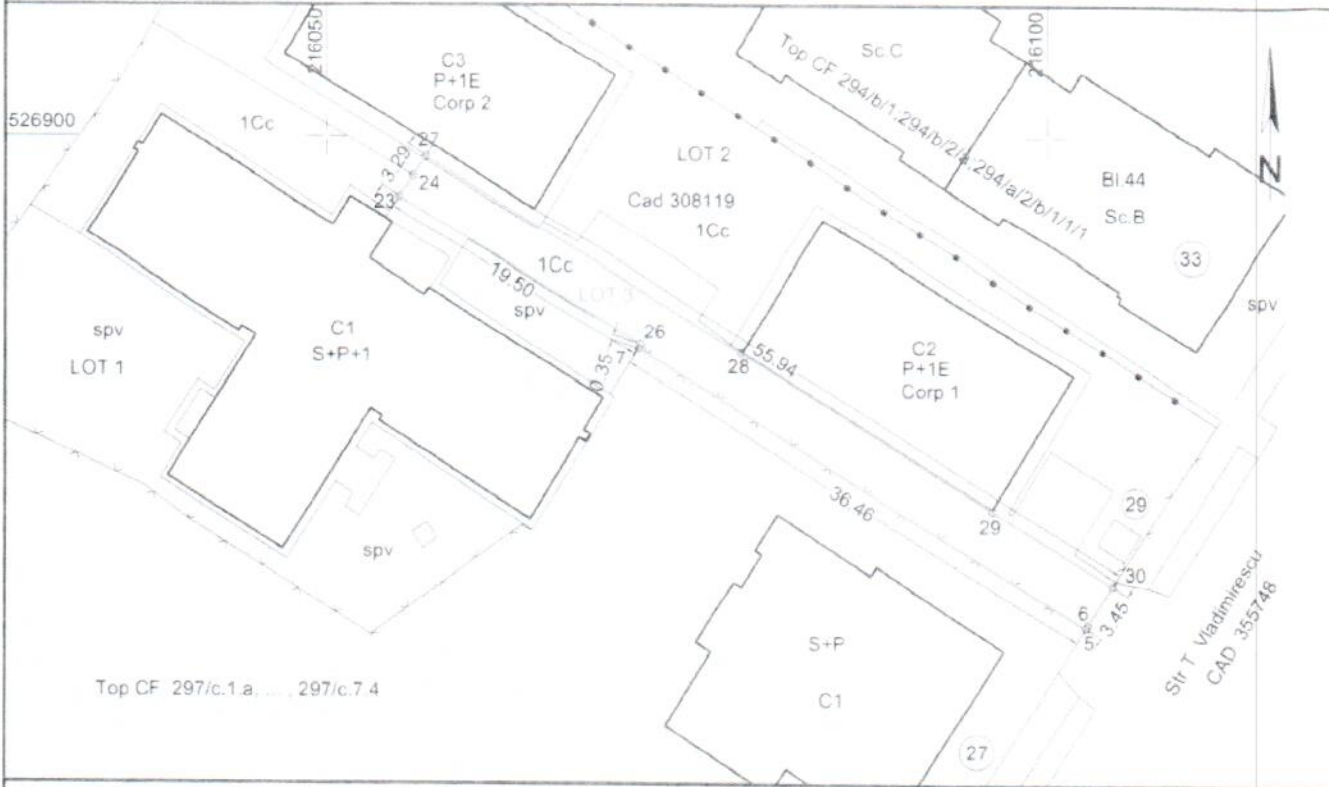 216050
216100
526900
C3
P+1E
Corp 2
Sc.C
Top CF 294/b/1;294/b/2/a;294/a/2/b/1/1/1
1Cc
27
3.29
24
23
LOT 2
Cad 308119
1Cc
Bl.44
Sc.B
N
33
spv
1Cc
19.50
LOT 3
spv
26
7
0.35
C1
S+P+1
spv
LOT 1
28
55.94
C2
P+1E
Corp 1
36.46
29
29
30
6
5
3.45
spv
S+P
C1
Str T. Vladimirescu
CAD 355748
Top CF 297/c.1.a. ... , 297/c.7.4
27